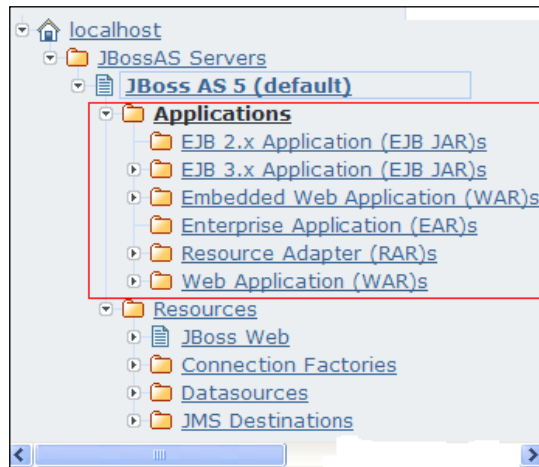 localhost
JBossAS Servers
JBoss AS 5 (default)
Applications
EJB 2.x Application (EJB JAR)s
EJB 3.x Application (EJB JAR)s
Embedded Web Application (WAR)s
Enterprise Application (EAR)s
Resource Adapter (RAR)s
Web Application (WAR)s
Resources
JBoss Web
Connection Factories
Datasources
JMS Destinations